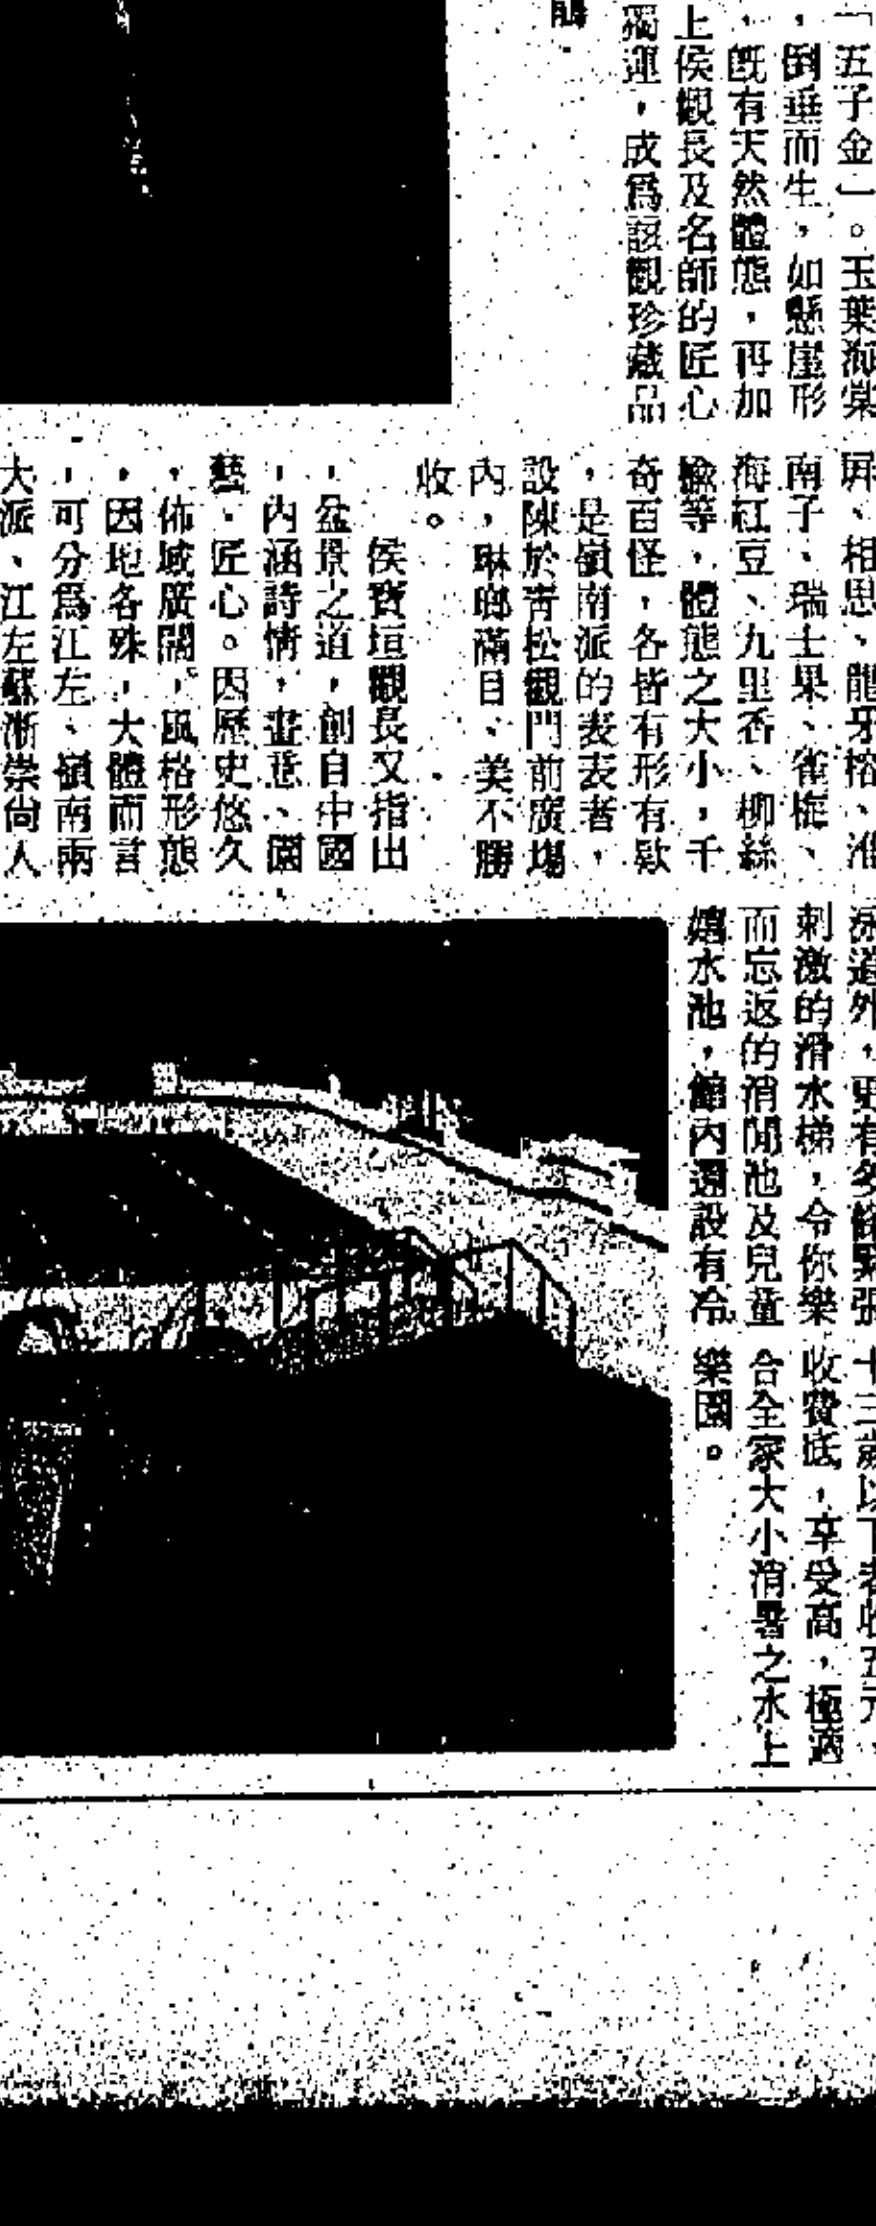 「五子金」。玉葉海棠
，倒垂而生，如懸崖形
，既有天然體態，再加
上侯觀長及名師的匠心
獨運，成爲該觀珍藏品
屏、相思、龍牙榕、淮
南子、瑞士果、雀梅、
海紅豆、九里香、柳絲
榆等，體態之大小，千
奇百怪，各皆有形有欵
，是嶺南派的表表者，
設陳於青松觀門前廣塲
內，琳瑯滿目、美不勝
收。
侯寶垣觀長又指出
，盆景之道，創自中國
，內涵詩情，畫意、園
藝、匠心。因歷史悠久
，佈域廣闊，風格形態
，因地各殊，大體而言
，可分爲江左、嶺南兩
大派、江左蘇浙崇尙人
道外，更有多條緊張
刺激的滑水梯，令你樂
而忘返的消閒池及兒童
嬉水池，館內還設有冷
十三歲以下者收五元，
收費底，享受高，極適
合全家大小消暑之水上
樂園。